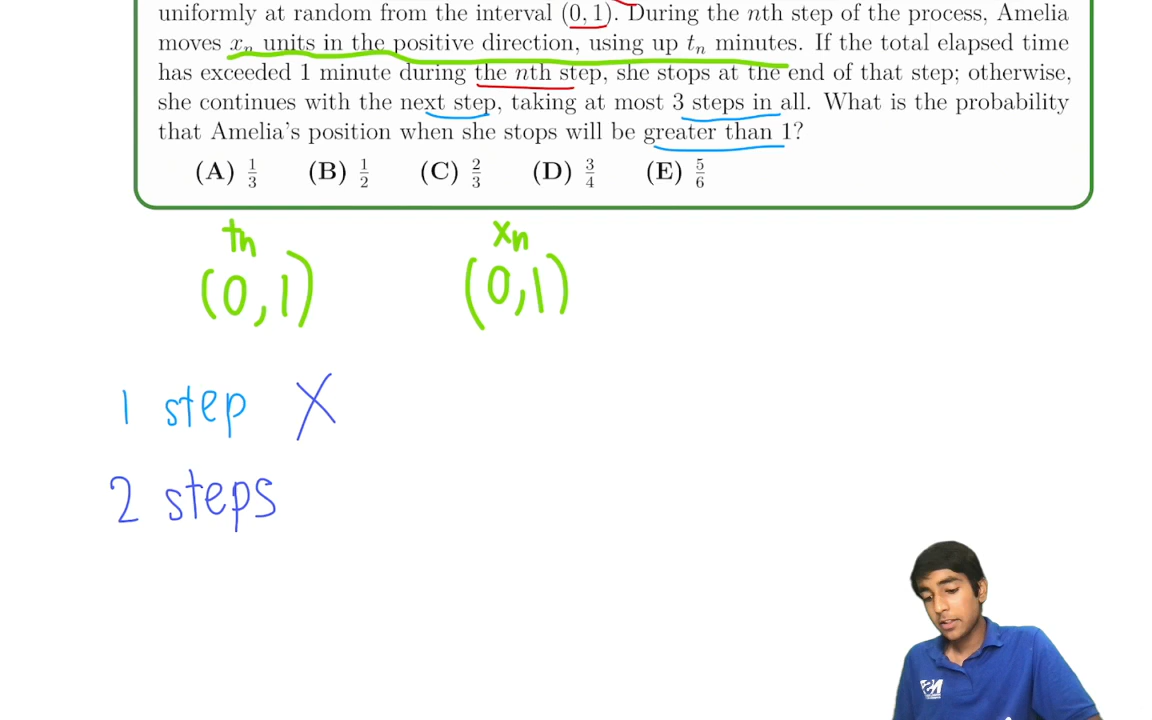 uniformly at random from the interval (0, 1). During the nth step of the process, Amelia
moves xₙ units in the positive direction, using up tₙ minutes. If the total elapsed time
has exceeded 1 minute during the nth step, she stops at the end of that step; otherwise,
she continues with the next step, taking at most 3 steps in all. What is the probability
that Amelia's position when she stops will be greater than 1?
(A) 1/3 (B) 1/2 (C) 2/3 (D) 3/4 (E) 5/6
tn xn
(0,1) (0,1)
1 step X
2 steps